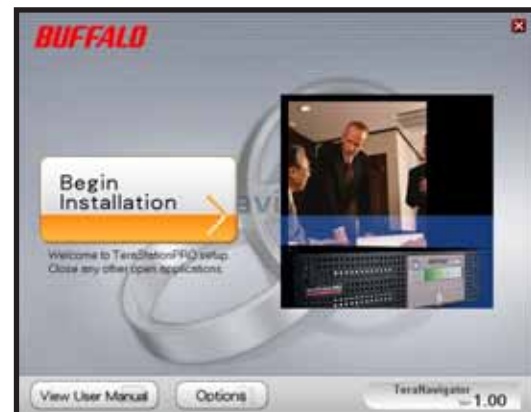 BUFFALO
Begin
Installation
Welcome to TeraStationPRO setup.
Close any other open applications.
View User Manual
Options
TeraNavigator
Ver 1.00